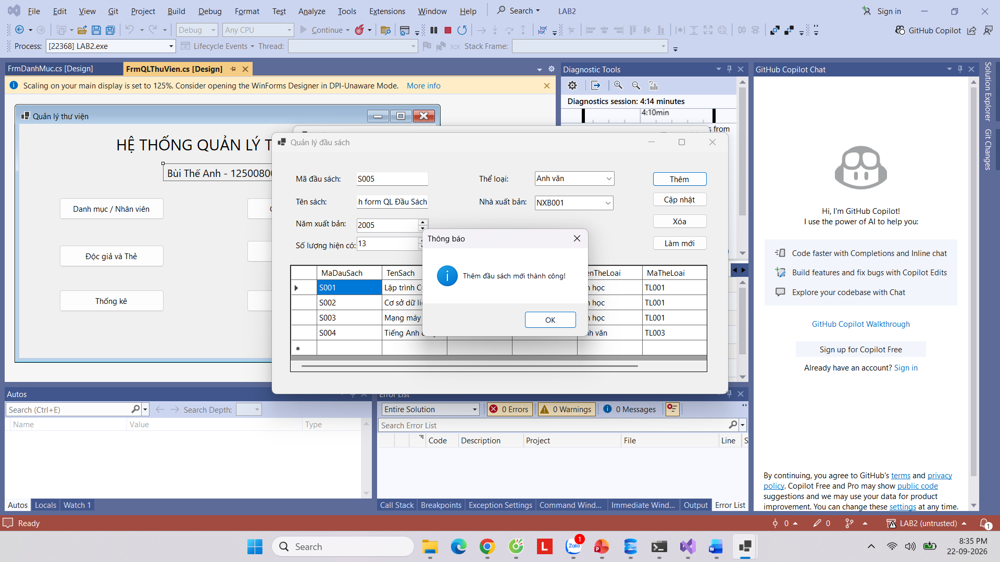 File Edit View Git Project Build Debug Format Test Analyze Tools Extensions Window Help Search LAB2 Sign in
Debug Any CPU Continue GitHub Copilot
Process: [22368] LAB2.exe Lifecycle Events Thread: Stack Frame:
FrmDanhMuc.cs [Design] FrmQLThuVien.cs [Design]
Scaling on your main display is set to 125%. Consider opening the WinForms Designer in DPI-Unaware Mode. More info
Quản lý thư viện
HỆ THỐNG QUẢN LÝ T
Bùi Thế Anh - 12500800
Danh mục / Nhân viên
Độc giả và Thẻ
Thống kê
Diagnostic Tools
Diagnostics session: 4:14 minutes
4:10min
s from
Quản lý đầu sách
Mã đầu sách: S005
Thể loại: Anh văn
Thêm
Tên sách: h form QL Đầu Sách
Nhà xuất bản: NXB001
Cập nhật
Năm xuất bản: 2005
Xóa
Số lượng hiện có: 13
Làm mới
MaDauSach TenSach enTheLoai MaTheLoai
S001 Lập trình C học TL001
S002 Cơ sở dữ li học TL001
S003 Mạng máy học TL001
S004 Tiếng Anh văn TL003
Thông báo
Thêm đầu sách mới thành công!
OK
GitHub Copilot Chat
Hi, I'm GitHub Copilot!
I use the power of AI to help you:
Code faster with Completions and Inline chat
Build features and fix bugs with Copilot Edits
Explore your codebase with Chat
GitHub Copilot Walkthrough
Sign up for Copilot Free
Already have an account? Sign in
By continuing, you agree to GitHub's terms and privacy
policy. Copilot Free and Pro may show public code
suggestions and we may use your data for product
improvement. You can change these settings at any time.
Solution Explorer
Git Changes
Autos
Search (Ctrl+E) Search Depth:
Name Value Type
Autos Locals Watch 1
Error List
Entire Solution 0 Errors 0 Warnings 0 Messages
Search Error List
Code Description Project File Line S
Call Stack Breakpoints Exception Settings Command Wind... Immediate Wind... Output Error List
Ready 0 0 LAB2 (untrusted) 1
Search
L
Zalo
1
8:35 PM
22-09-2026